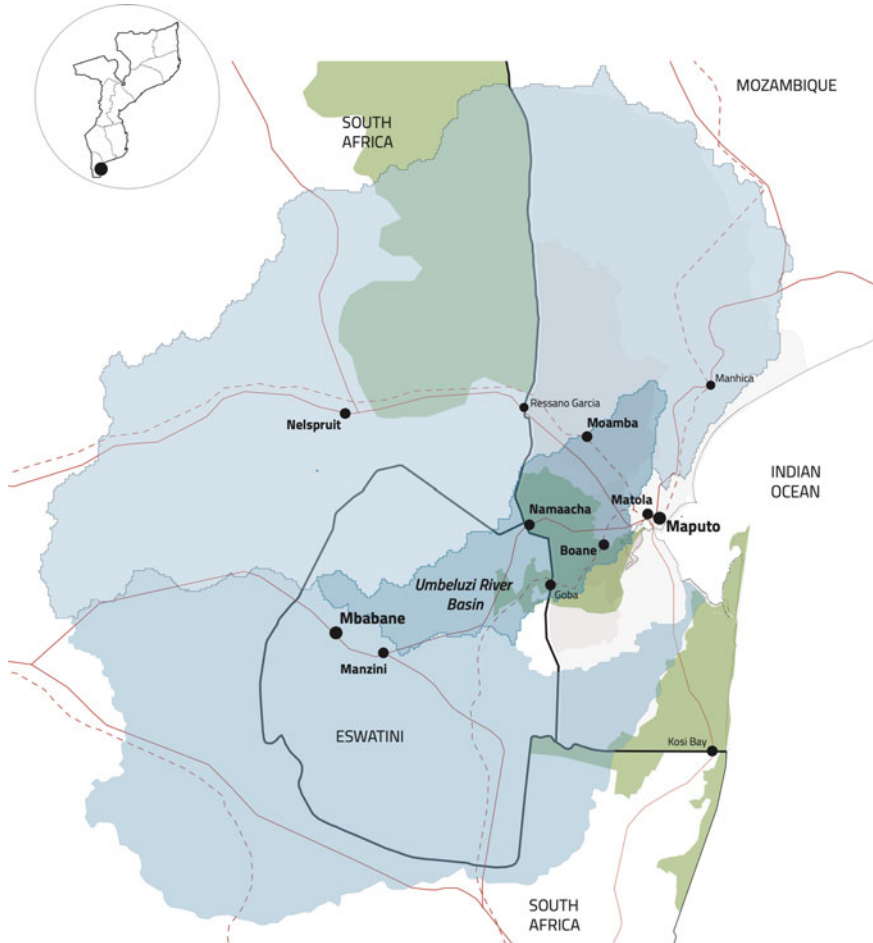 MOZAMBIQUE
SOUTH
AFRICA
Manhica
Ressano Garcia
Nelspruit
Moamba
INDIAN
OCEAN
Matola
Namaacha
Maputo
Boane
Umbeluzi River
Basin
Goba
Mbabane
Manzini
ESWATINI
Kosi Bay
SOUTH
AFRICA